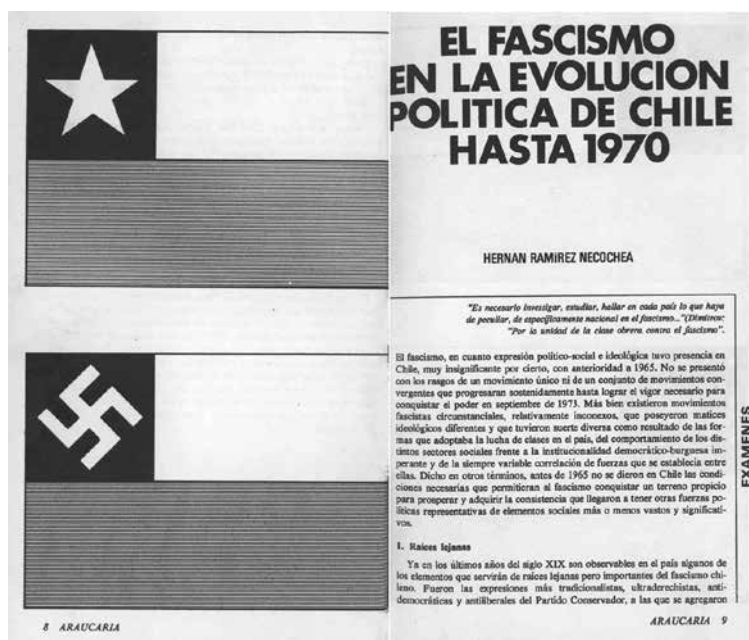 8 ARAUCARIA
EL FASCISMO
EN LA EVOLUCION
POLITICA DE CHILE
HASTA 1970
HERNAN RAMIREZ NECOCHEA
"Es necesario investigar, estudiar, hallar en cada país lo que haya
de peculiar, de específicamente nacional en el fascismo..."(Dimitrov:
"Por la unidad de la clase obrera contra el fascismo".
El fascismo, en cuanto expresión político-social e ideológica tuvo presencia en
Chile, muy insignificante por cierto, con anterioridad a 1965. No se presentó
con los rasgos de un movimiento único ni de un conjunto de movimientos con-
vergentes que progresaran sostenidamente hasta lograr el vigor necesario para
conquistar el poder en septiembre de 1973. Más bien existieron movimientos
fascistas circunstanciales, relativamente inconexos, que poseyeron matices
ideológicos diferentes y que tuvieron suerte diversa como resultado de las for-
mas que adoptaba la lucha de clases en el país, del comportamiento de los dis-
tintos sectores sociales frente a la institucionalidad democrático-burguesa im-
perante y de la siempre variable correlación de fuerzas que se establecía entre
ellas. Dicho en otros términos, antes de 1965 no se dieron en Chile las condi-
ciones necesarias que permitieran al fascismo conquistar un terreno propicio
para prosperar y adquirir la consistencia que llegaron a tener otras fuerzas po-
líticas representativas de elementos sociales más o menos vastos y significati-
vos.
1. Raíces lejanas
Ya en los últimos años del siglo XIX son observables en el país algunos de
los elementos que servirán de raíces lejanas pero importantes del fascismo chi-
leno. Fueron las expresiones más tradicionalistas, ultraderechistas, anti-
democráticas y antiliberales del Partido Conservador, a las que se agregaron
EXAMENES
ARAUCARIA 9